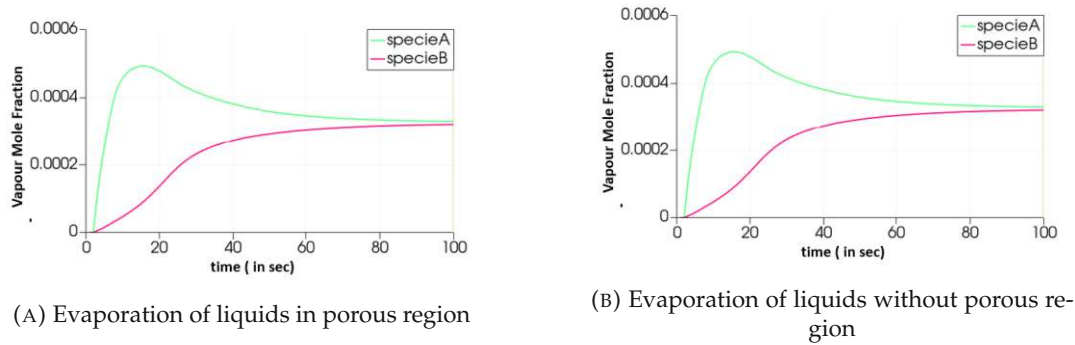 0.0006
specieA
specieB
0.0004
Vapour Mole Fraction
0.0002
-
0
0
20
40
60
80
100
time ( in sec)
(A) Evaporation of liquids in porous region
0.0006
specieA
specieB
0.0004
Vapour Mole Fraction
0.0002
-
0
0
20
40
60
80
100
time ( in sec)
(B) Evaporation of liquids without porous re-
gion